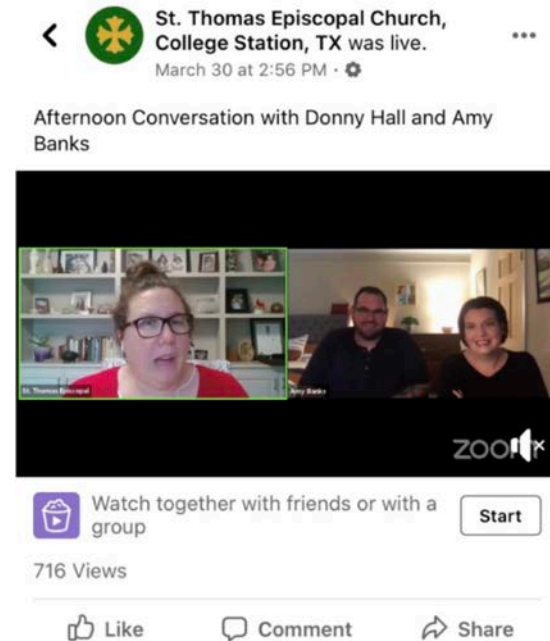 St. Thomas Episcopal Church,
College Station, TX was live.
March 30 at 2:56 PM ·
Afternoon Conversation with Donny Hall and Amy
Banks
St. Thomas Episcopal
Amy Banks
zoom
Watch together with friends or with a
group
Start
716 Views
Like
Comment
Share